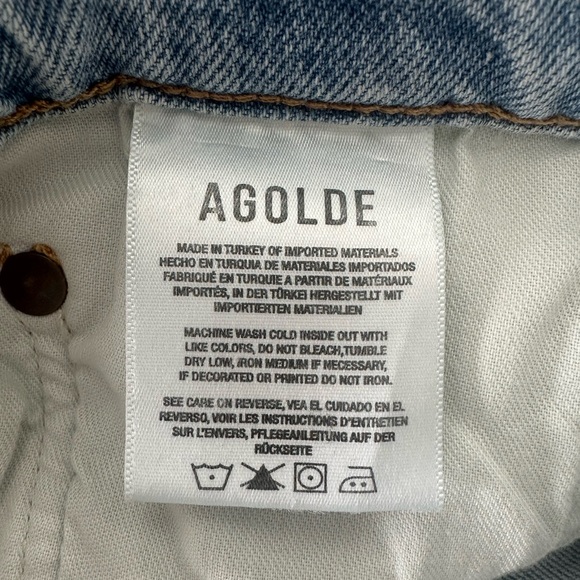 AGOLDE
MADE IN TURKEY OF IMPORTED MATERIALS
HECHO EN TURQUIA DE MATERIALES IMPORTADOS
FABRIQUÉ EN TURQUIE A PARTIR DE MATÉRIAUX
IMPORTÉS, IN DER TÜRKEI HERGESTELLT MIT
IMPORTIERTEN MATERIALIEN
MACHINE WASH COLD INSIDE OUT WITH
LIKE COLORS, DO NOT BLEACH,TUMBLE
DRY LOW, IRON MEDIUM IF NECESSARY,
IF DECORATED OR PRINTED DO NOT IRON.
SEE CARE ON REVERSE, VEA EL CUIDADO EN EL
REVERSO, VOIR LES INSTRUCTIONS D'ENTRETIEN
SUR L'ENVERS, PFLEGEANLEITUNG AUF DER
RÜCKSEITE